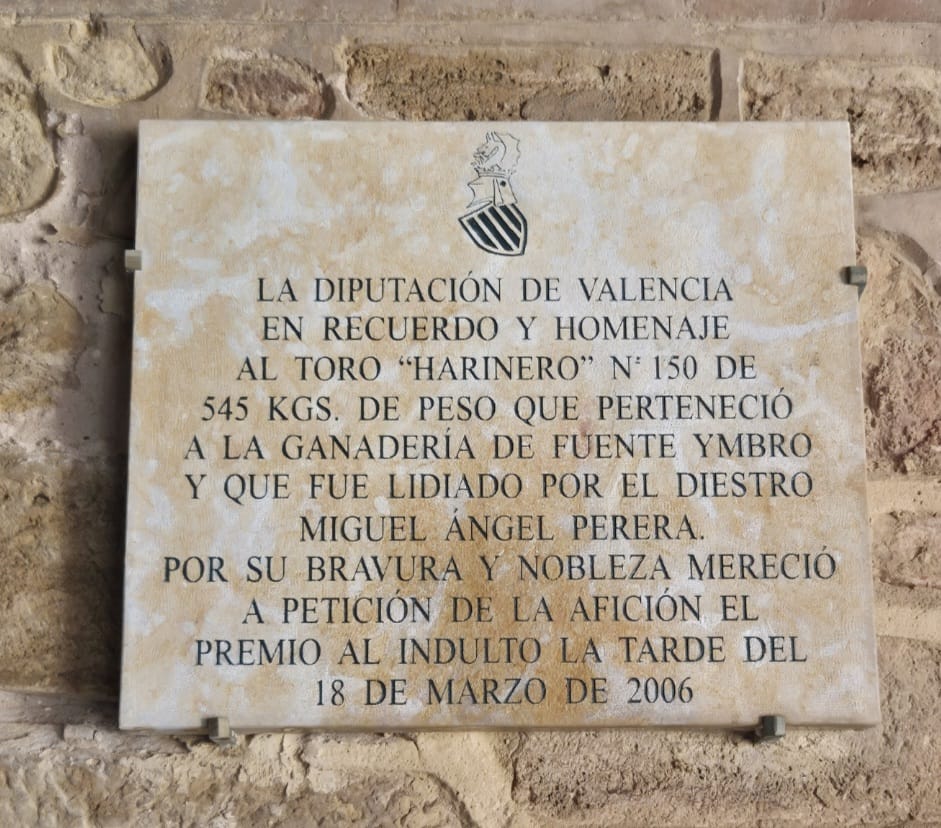 LA DIPUTACIÓN DE VALENCIA
EN RECUERDO Y HOMENAJE
AL TORO “HARINERO” Nº 150 DE
545 KGS. DE PESO QUE PERTENECIÓ
A LA GANADERÍA DE FUENTE YMBRO
Y QUE FUE LIDIADO POR EL DIESTRO
MIGUEL ÁNGEL PERERA.
POR SU BRAVURA Y NOBLEZA MERECIÓ
A PETICIÓN DE LA AFICIÓN EL
PREMIO AL INDULTO LA TARDE DEL
18 DE MARZO DE 2006